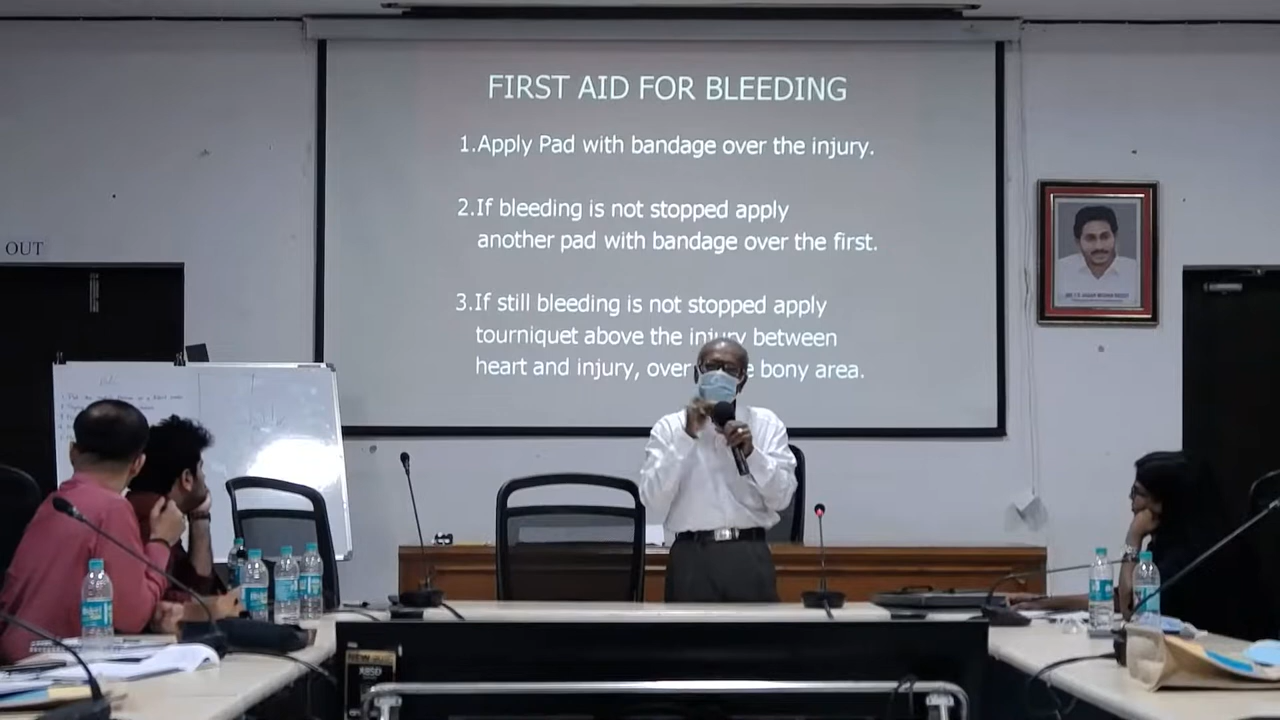 FIRST AID FOR BLEEDING
1.Apply Pad with bandage over the injury.
2.If bleeding is not stopped apply
another pad with bandage over the first.
3.If still bleeding is not stopped apply
tourniquet above the injury between
heart and injury, over bony area.
OUT